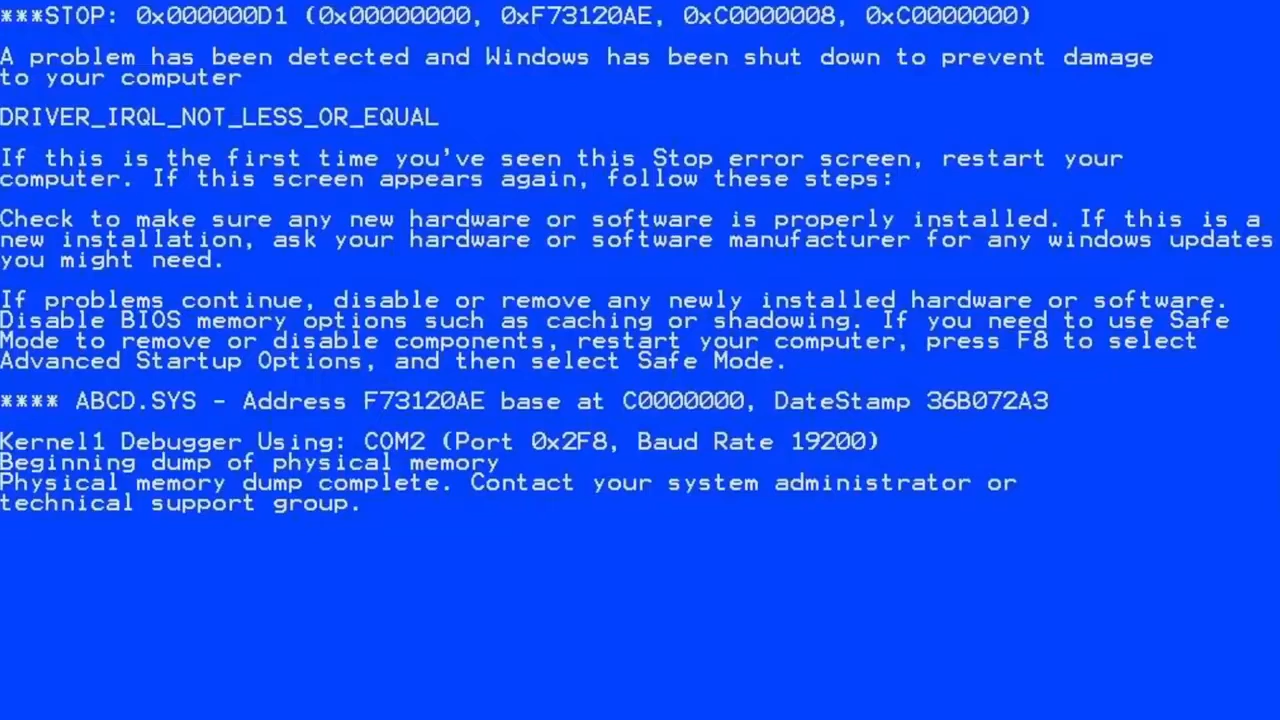 ***STOP: 0x000000D1 (0x00000000, 0xF73120AE, 0xC0000008, 0xC0000000)
A problem has been detected and Windows has been shut down to prevent damage
to your computer
DRIVER_IRQL_NOT_LESS_OR_EQUAL
If this is the first time you've seen this Stop error screen, restart your
computer. If this screen appears again, follow these steps:
Check to make sure any new hardware or software is properly installed. If this is a
new installation, ask your hardware or software manufacturer for any windows updates
you might need.
If problems continue, disable or remove any newly installed hardware or software.
Disable BIOS memory options such as caching or shadowing. If you need to use Safe
Mode to remove or disable components, restart your computer, press F8 to select
Advanced Startup Options, and then select Safe Mode.
**** ABCD.SYS - Address F73120AE base at C0000000, DateStamp 36B072A3
Kernel1 Debugger Using: COM2 (Port 0x2F8, Baud Rate 19200)
Beginning dump of physical memory
Physical memory dump complete. Contact your system administrator or
technical support group.